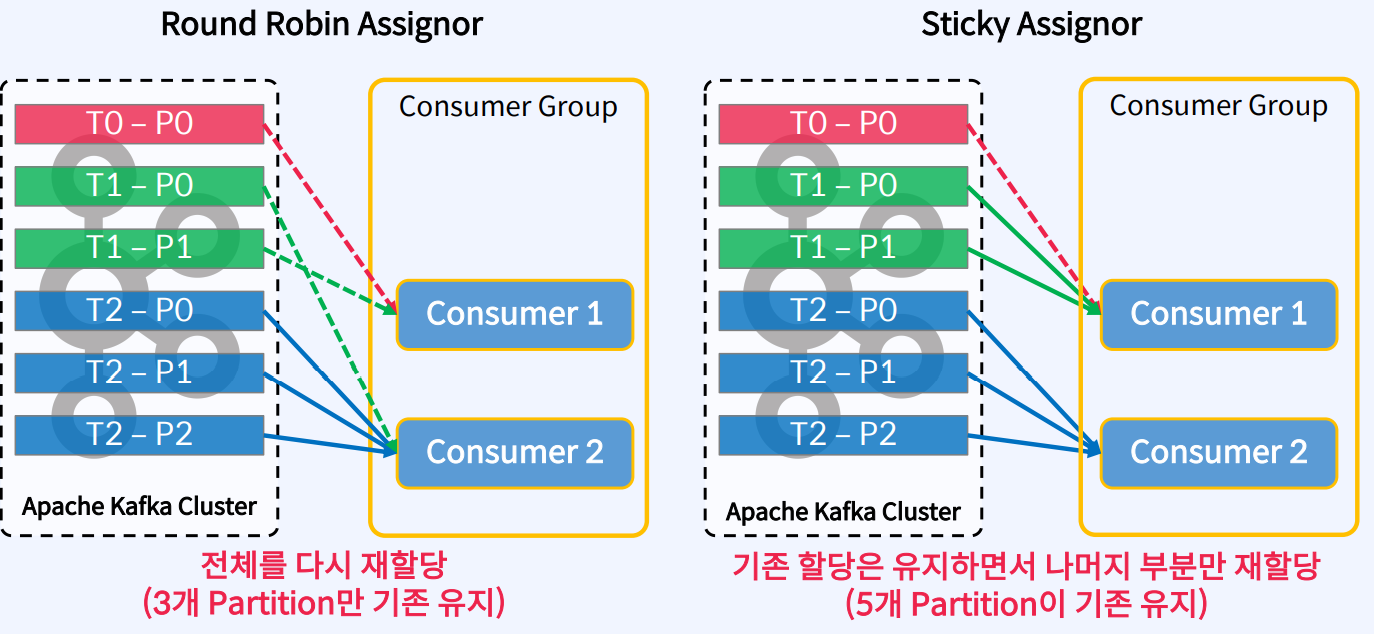 Round Robin Assignor
T0 – P0
T1 – P0
T1 – P1
T2 – P0
T2 – P1
T2 – P2
Apache Kafka Cluster
Consumer Group
Consumer 1
Consumer 2
전체를 다시 재할당
(3개 Partition만 기존 유지)
Sticky Assignor
T0 – P0
T1 – P0
T1 – P1
T2 – P0
T2 – P1
T2 – P2
Apache Kafka Cluster
Consumer Group
Consumer 1
Consumer 2
기존 할당은 유지하면서 나머지 부분만 재할당
(5개 Partition이 기존 유지)